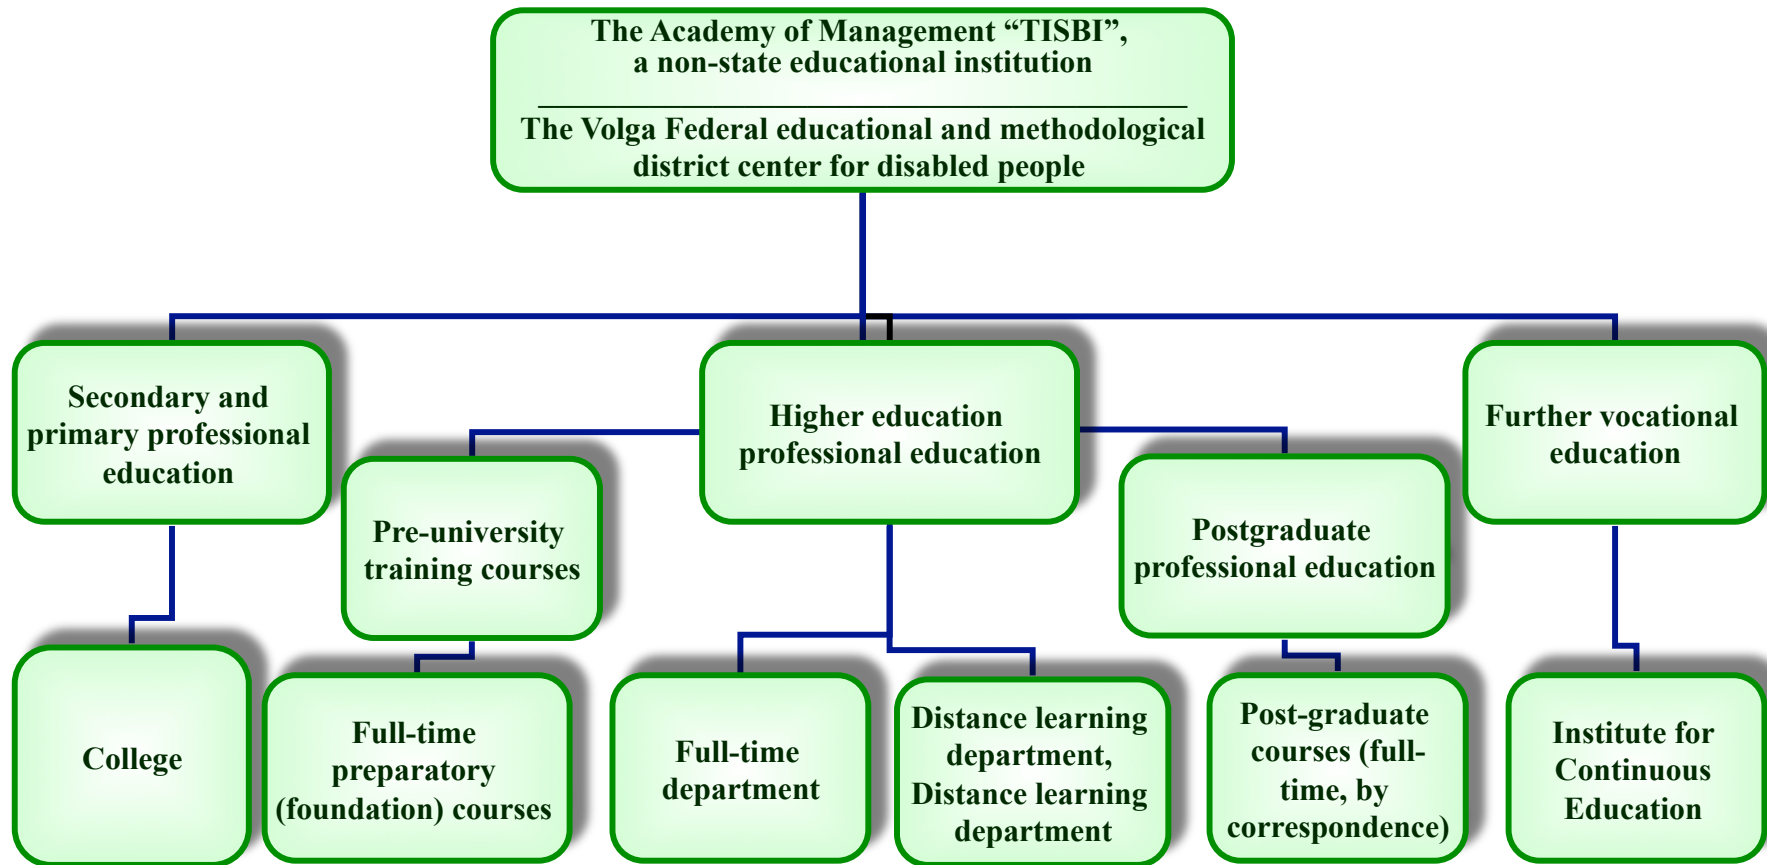 The Academy of Management “TISBI”,
a non-state educational institution
The Volga Federal educational and methodological
district center for disabled people
Secondary and
primary professional
education
Higher education
professional education
Further vocational
education
Pre-university
training courses
Postgraduate
professional education
College
Full-time
preparatory
(foundation) courses
Full-time
department
Distance learning
department,
Distance learning
department
Post-graduate
courses (full-
time, by
correspondence)
Institute for
Continuous
Education